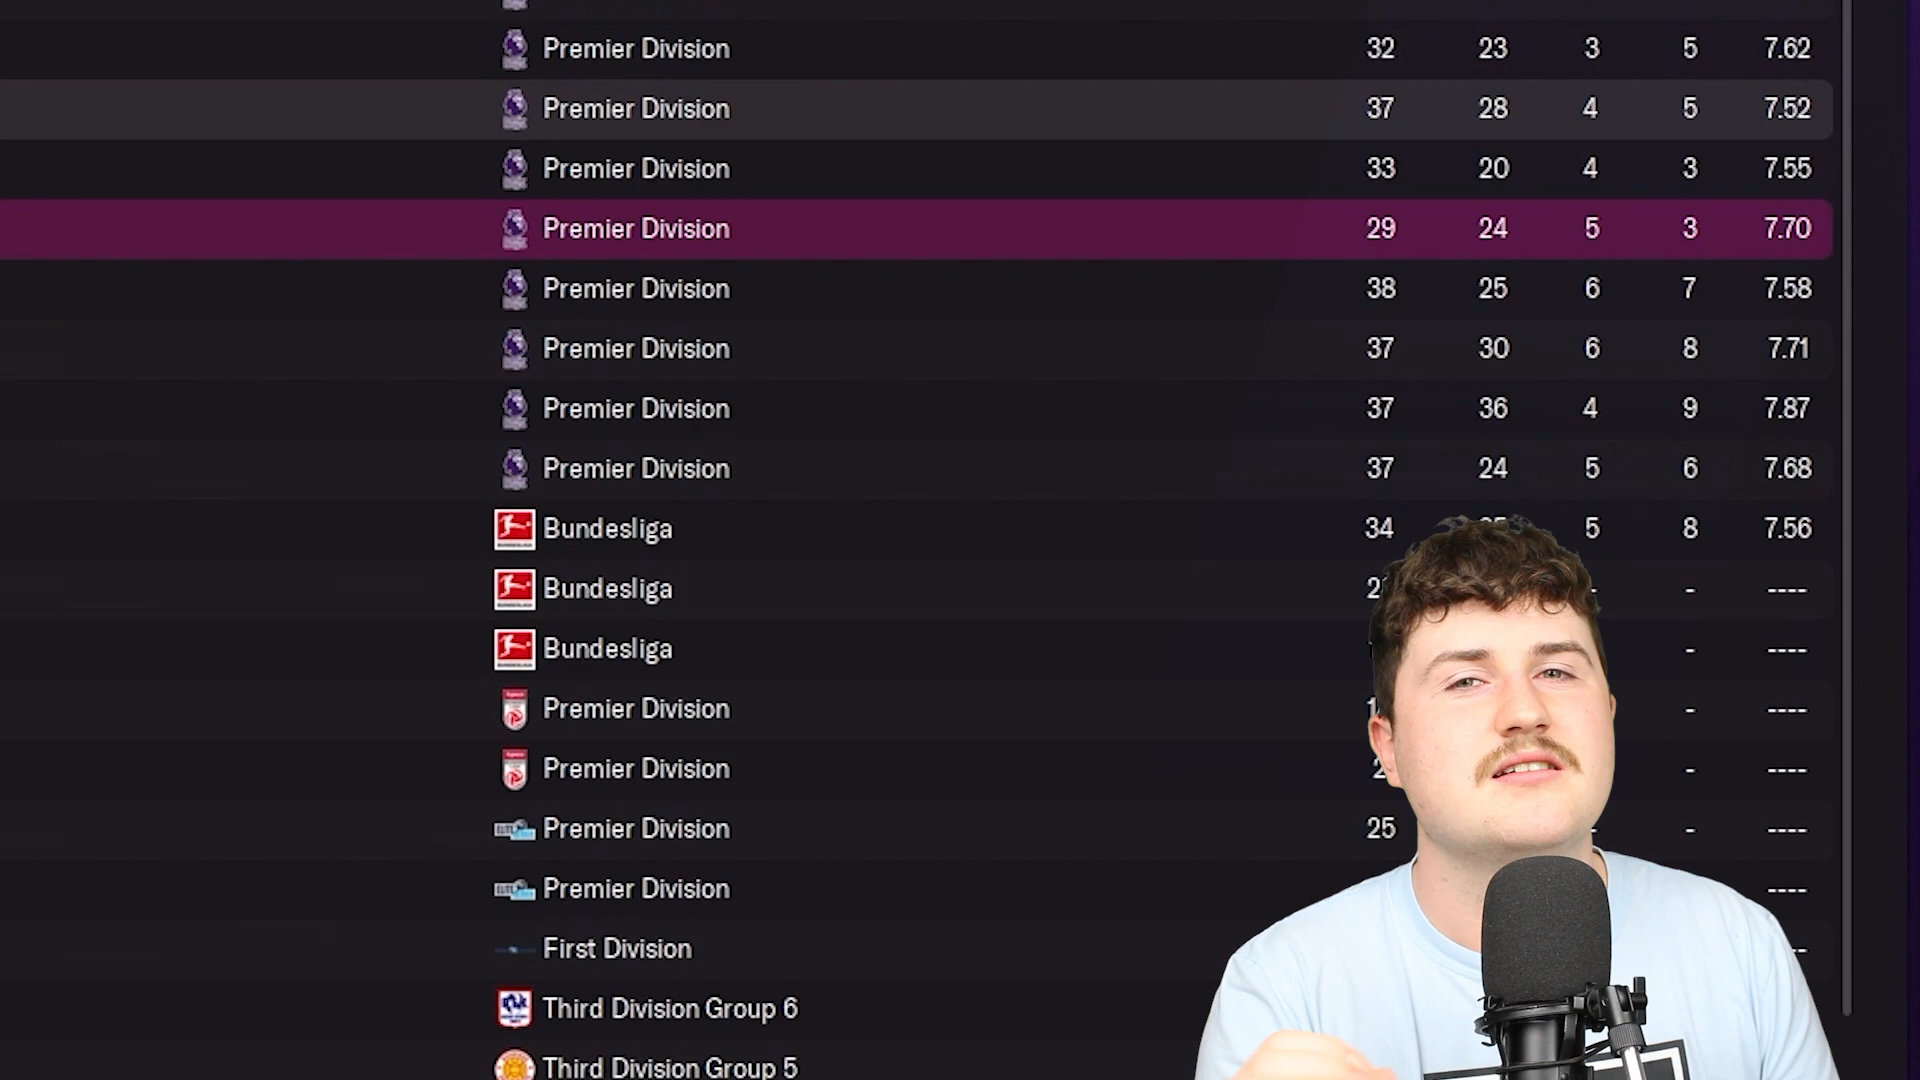 Premier Division 32 23 3 5 7.62
Premier Division 37 28 4 5 7.52
Premier Division 33 20 4 3 7.55
Premier Division 29 24 5 3 7.70
Premier Division 38 25 6 7 7.58
Premier Division 37 30 6 8 7.71
Premier Division 37 36 4 9 7.87
Premier Division 37 24 5 6 7.68
Bundesliga 34 5 8 7.56
Bundesliga - - ----
Bundesliga - ----
Premier Division - ----
Premier Division - ----
Premier Division 25 - - ----
Premier Division ----
First Division
Third Division Group 6
Third Division Group 5